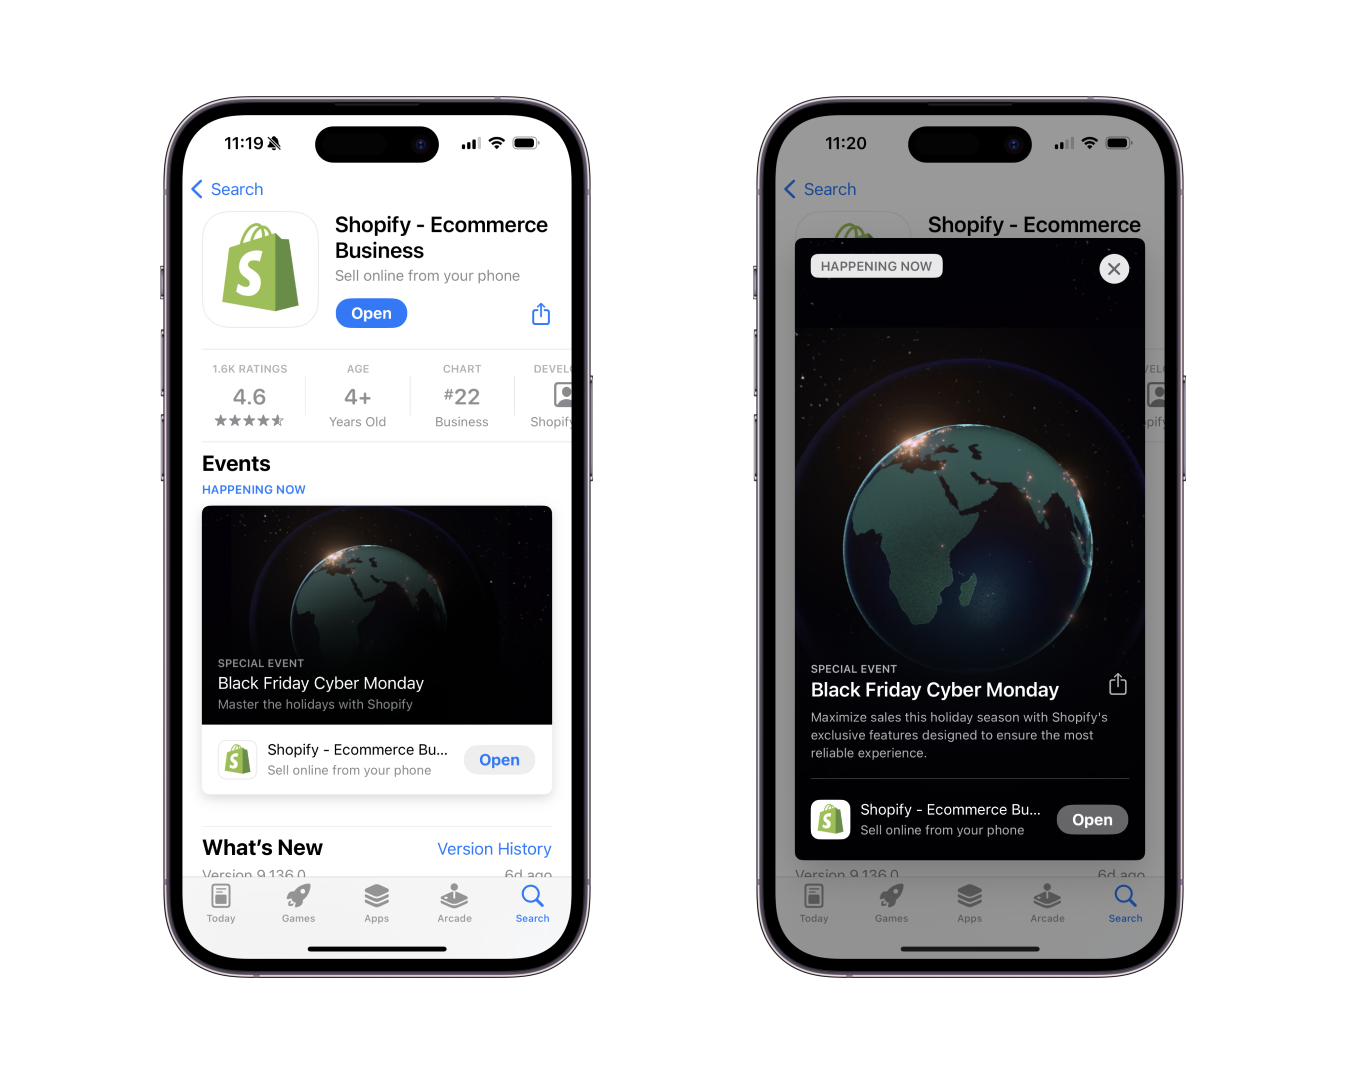 11:19
Search
Shopify - Ecommerce
Business
Sell online from your phone
Open
1.6K RATINGS
4.6
AGE
4+
Years Old
CHART
#22
Business
DEVEL
Shopify
Events
HAPPENING NOW
SPECIAL EVENT
Black Friday Cyber Monday
Master the holidays with Shopify
Shopify - Ecommerce Bu...
Sell online from your phone
Open
What's New
Version History
Version 9.136.0
6d ago
Today
Games
Apps
Arcade
Search
11:20
Search
Shopify - Ecommerce
HAPPENING NOW
SPECIAL EVENT
Black Friday Cyber Monday
Maximize sales this holiday season with Shopify's
exclusive features designed to ensure the most
reliable experience.
Shopify - Ecommerce Bu...
Sell online from your phone
Open
Version 9.136.0
6d ago
Today
Games
Apps
Arcade
Search